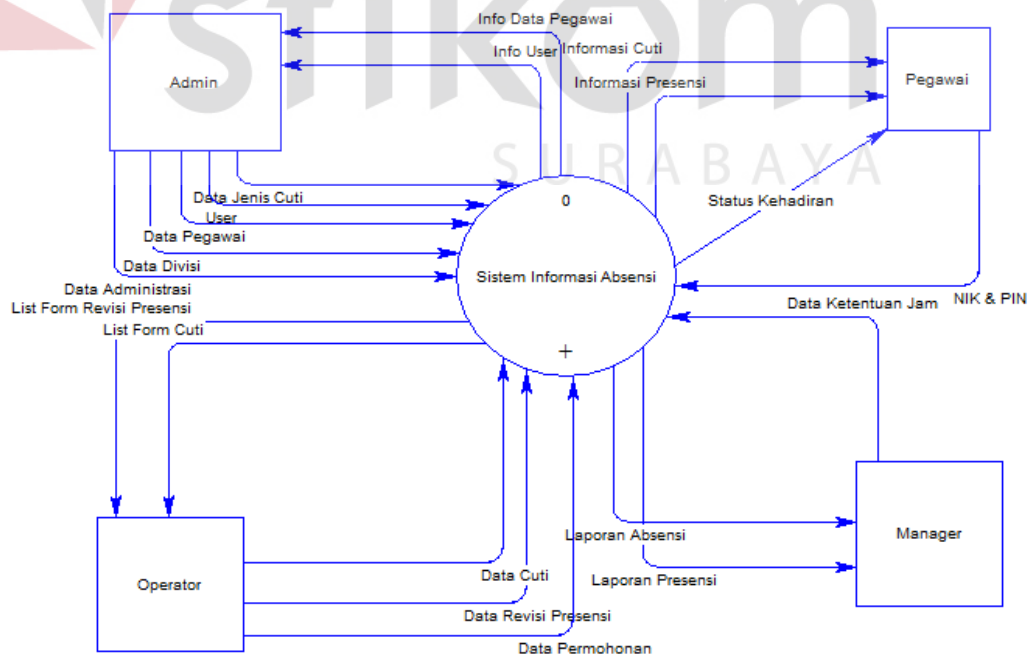 stikom
SURABAYA
Info Data Pegawai
Info User
Informasi Cuti
Informasi Presensi
Admin
Pegawai
Data Jenis Cuti
User
Data Pegawai
Data Divisi
Data Administrasi
List Form Revisi Presensi
List Form Cuti
0
Sistem Informasi Absensi
+
Status Kehadiran
NIK & PIN
Data Ketentuan Jam
Operator
Data Cuti
Data Revisi Presensi
Data Permohonan
Laporan Absensi
Laporan Presensi
Manager